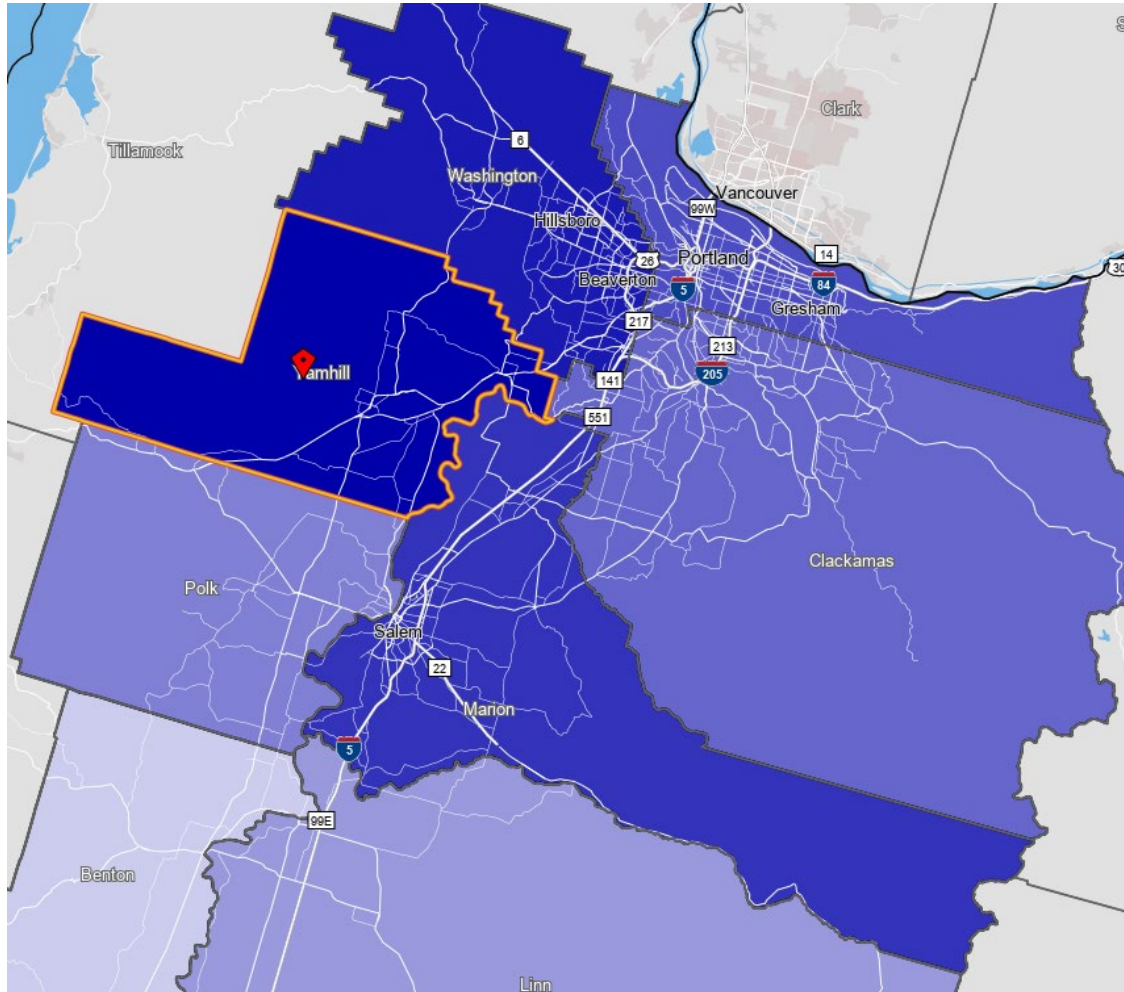 S
Clark
Tillamook
6
Washington
Vancouver
99W
Hillsboro
26
Portland
14
30
Beaverton
5
84
Gresham
217
213
Yamhill
205
141
551
Clackamas
Polk
Salem
22
Marion
5
99E
Benton
Linn